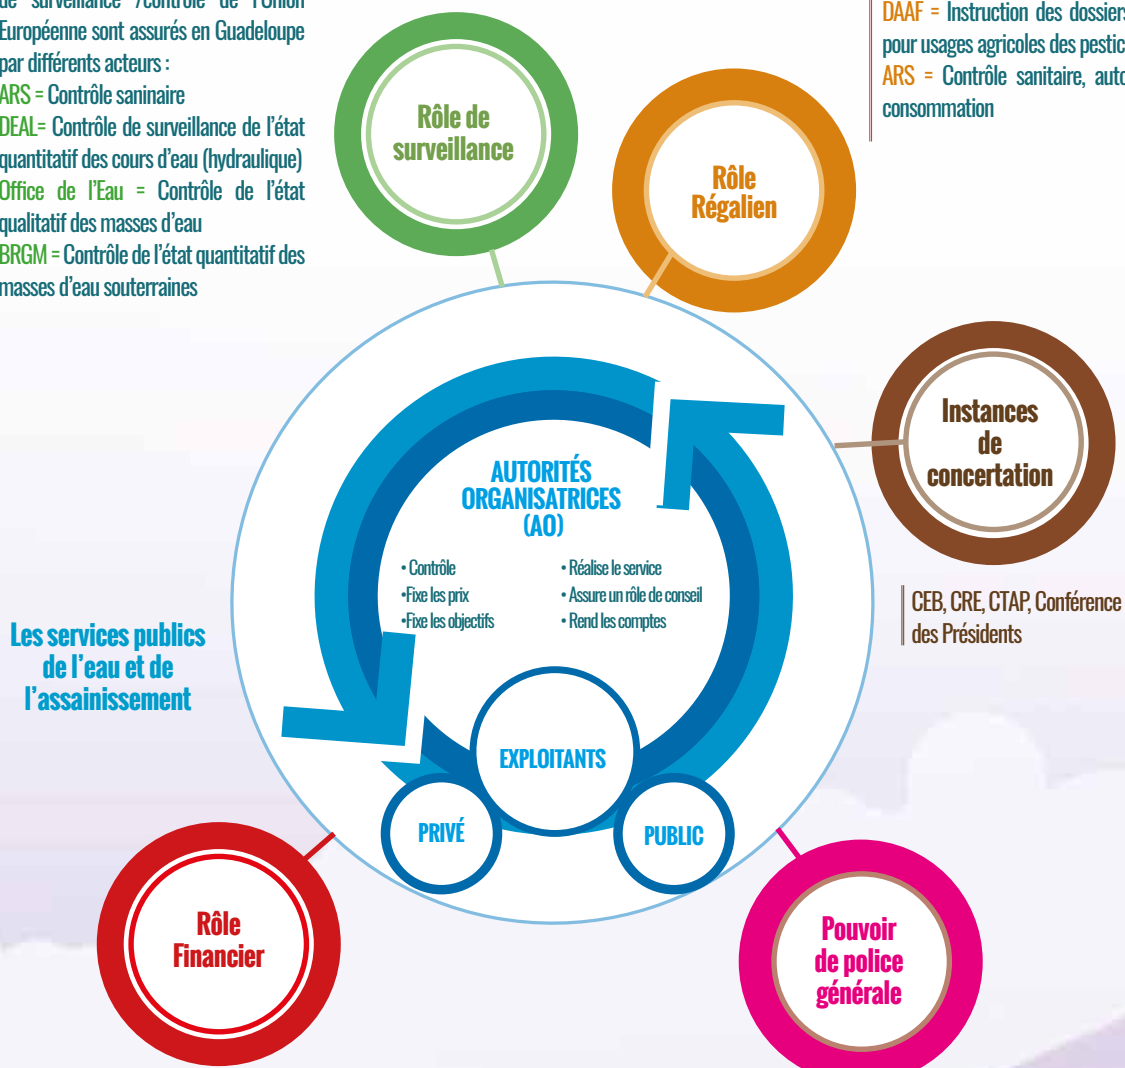 de surveillance /contrôle de l'Union
Européenne sont assurés en Guadeloupe
par différents acteurs :
ARS = Contrôle saninaire
DEAL= Contrôle de surveillance de l'état
quantitatif des cours d'eau (hydraulique)
Office de l'Eau = Contrôle de l'état
qualitatif des masses d'eau
BRGM = Contrôle de l'état quantitatif des
masses d'eau souterraines
Rôle de
surveillance
Rôle
Régalien
DAAF = Instruction des dossiers
pour usages agricoles des
ARS = Contrôle sanitaire,
consommation
Instances
de
concertation
CEB, CRE, CTAP, Conférence
des Présidents
AUTORITÉS
ORGANISATRICES
(AO)
• Contrôle
•Fixe les prix
•Fixe les objectifs
• Réalise le service
• Assure un rôle de conseil
• Rend les comptes
Les services publics
de l'eau et de
l'assainissement
EXPLOITANTS
PRIVÉ
PUBLIC
Rôle
Financier
Pouvoir
de police
générale